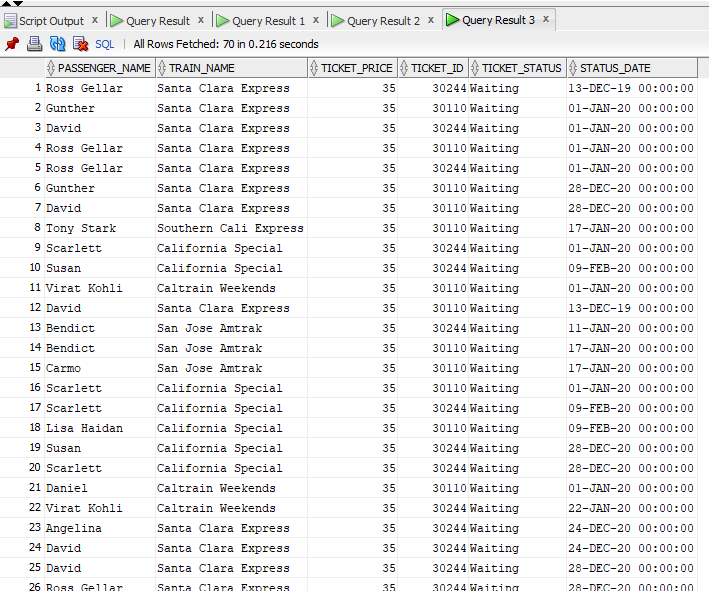 Script Output x Query Result x Query Result 1 x Query Result 2 x Query Result 3 x
SQL | All Rows Fetched: 70 in 0.216 seconds
PASSENGER_NAME TRAIN_NAME TICKET_PRICE TICKET_ID TICKET_STATUS STATUS_DATE
1 Ross Gellar Santa Clara Express 35 30244 Waiting 13-DEC-19 00:00:00
2 Gunther Santa Clara Express 35 30110 Waiting 01-JAN-20 00:00:00
3 David Santa Clara Express 35 30244 Waiting 01-JAN-20 00:00:00
4 Ross Gellar Santa Clara Express 35 30110 Waiting 01-JAN-20 00:00:00
5 Ross Gellar Santa Clara Express 35 30244 Waiting 01-JAN-20 00:00:00
6 Gunther Santa Clara Express 35 30110 Waiting 28-DEC-20 00:00:00
7 David Santa Clara Express 35 30110 Waiting 28-DEC-20 00:00:00
8 Tony Stark Southern Cali Express 35 30110 Waiting 17-JAN-20 00:00:00
9 Scarlett California Special 35 30244 Waiting 01-JAN-20 00:00:00
10 Susan California Special 35 30244 Waiting 09-FEB-20 00:00:00
11 Virat Kohli Caltrain Weekends 35 30110 Waiting 01-JAN-20 00:00:00
12 David Santa Clara Express 35 30110 Waiting 13-DEC-19 00:00:00
13 Bendict San Jose Amtrak 35 30244 Waiting 11-JAN-20 00:00:00
14 Bendict San Jose Amtrak 35 30110 Waiting 17-JAN-20 00:00:00
15 Carmo San Jose Amtrak 35 30110 Waiting 17-JAN-20 00:00:00
16 Scarlett California Special 35 30110 Waiting 01-JAN-20 00:00:00
17 Scarlett California Special 35 30244 Waiting 09-FEB-20 00:00:00
18 Lisa Haidan California Special 35 30110 Waiting 09-FEB-20 00:00:00
19 Susan California Special 35 30244 Waiting 28-DEC-20 00:00:00
20 Scarlett California Special 35 30244 Waiting 28-DEC-20 00:00:00
21 Daniel Caltrain Weekends 35 30110 Waiting 01-JAN-20 00:00:00
22 Virat Kohli Caltrain Weekends 35 30244 Waiting 22-JAN-20 00:00:00
23 Angelina Santa Clara Express 35 30244 Waiting 24-DEC-20 00:00:00
24 David Santa Clara Express 35 30244 Waiting 24-DEC-20 00:00:00
25 David Santa Clara Express 35 30244 Waiting 28-DEC-20 00:00:00
26 Ross Gellar Santa Clara Express 35 30244 Waiting 28-DEC-20 00:00:00